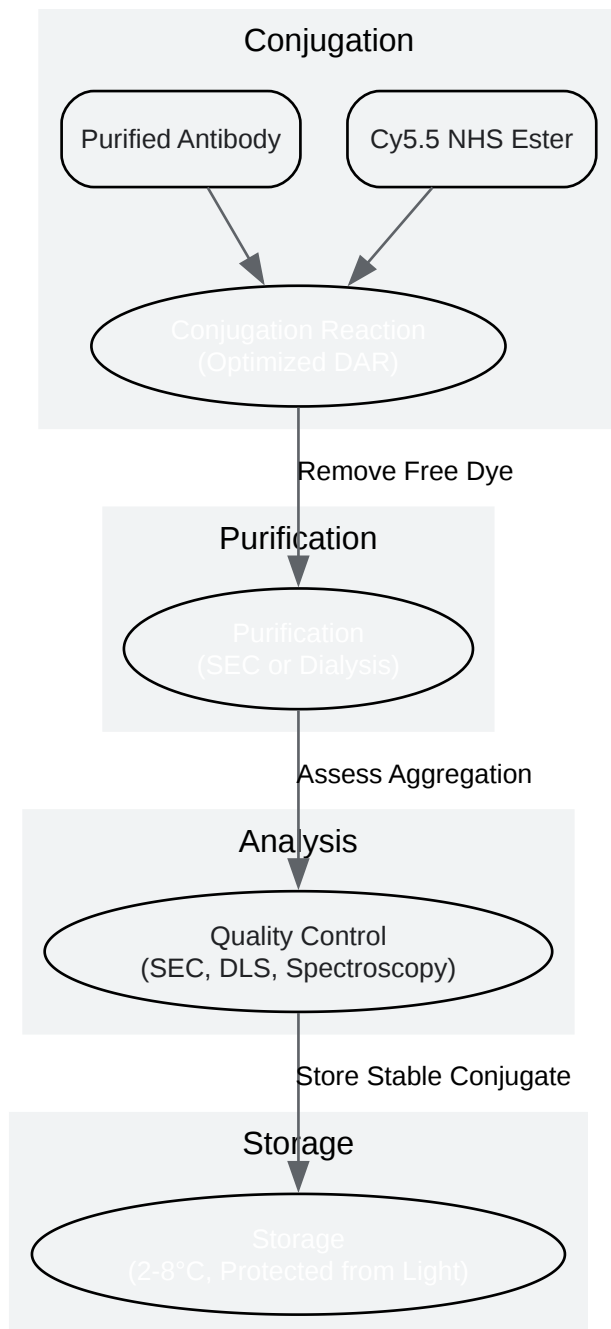 Conjugation
Purified Antibody
Cy5.5 NHS Ester
Conjugation Reaction
(Optimized DAR)
Remove Free Dye
Purification
Purification
(SEC or Dialysis)
Assess Aggregation
Analysis
Quality Control
(SEC, DLS, Spectroscopy)
Store Stable Conjugate
Storage
Storage
(2-8°C, Protected from Light)